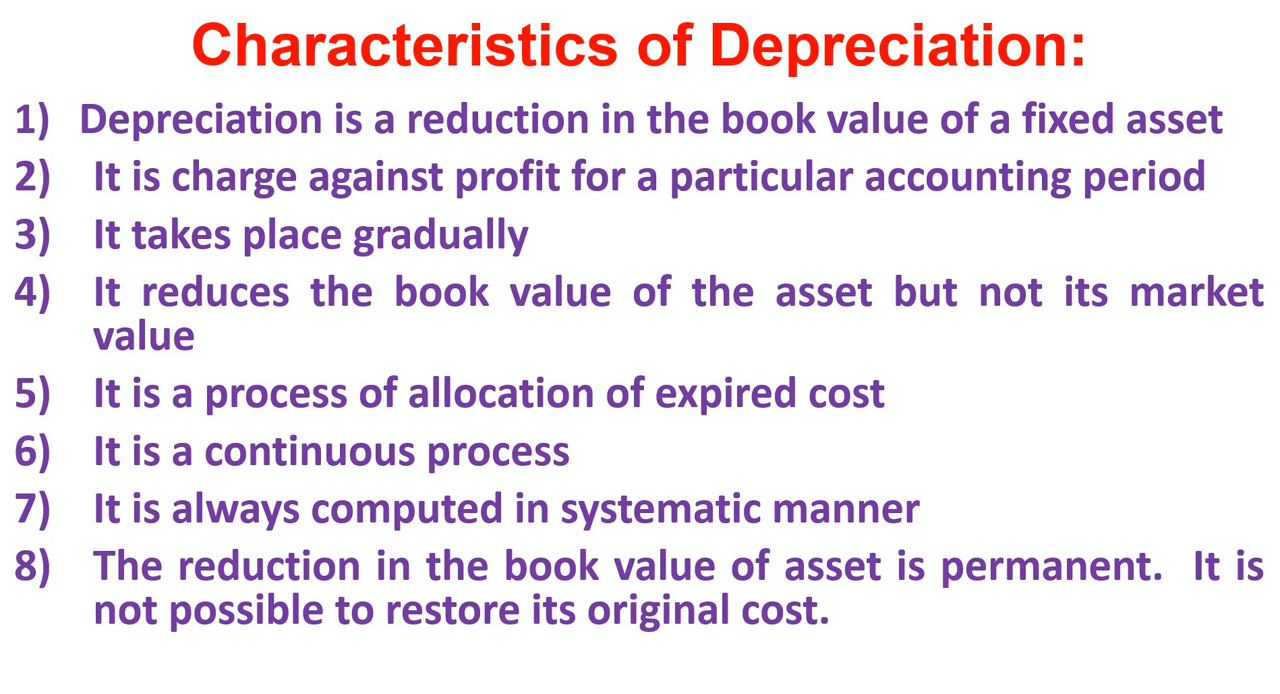 Characteristics of Depreciation:
1) Depreciation is a reduction in the book value of a fixed asset
2) It is charge against profit for a particular accounting period
3) It takes place gradually
4) It reduces the book value of the asset but not its market
value
5) It is a process of allocation of expired cost
6) It is a continuous process
7) It is always computed in systematic manner
8) The reduction in the book value of asset is permanent. It is
not possible to restore its original cost.